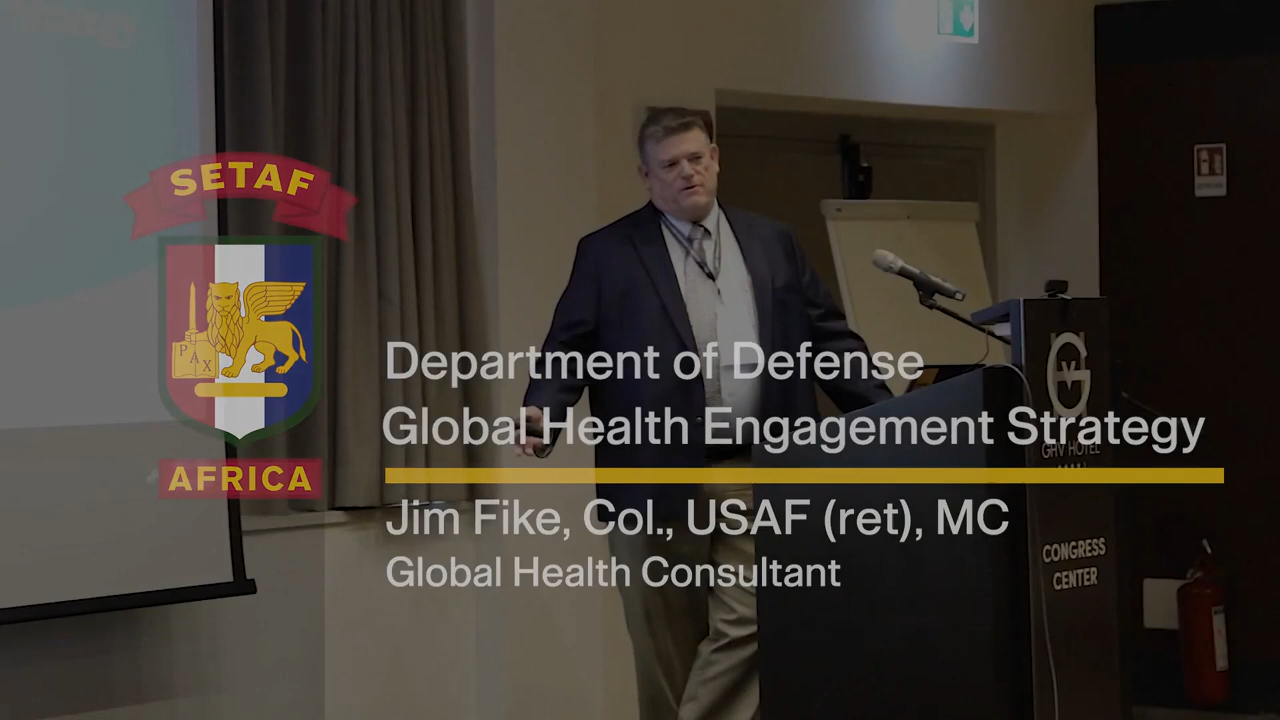 SETAF
PAX
AFRICA
Department of Defense
Global Health Engagement Strategy
Jim Fike, Col., USAF (ret), MC
Global Health Consultant
GHV HOTEL
CONGRESS
CENTER